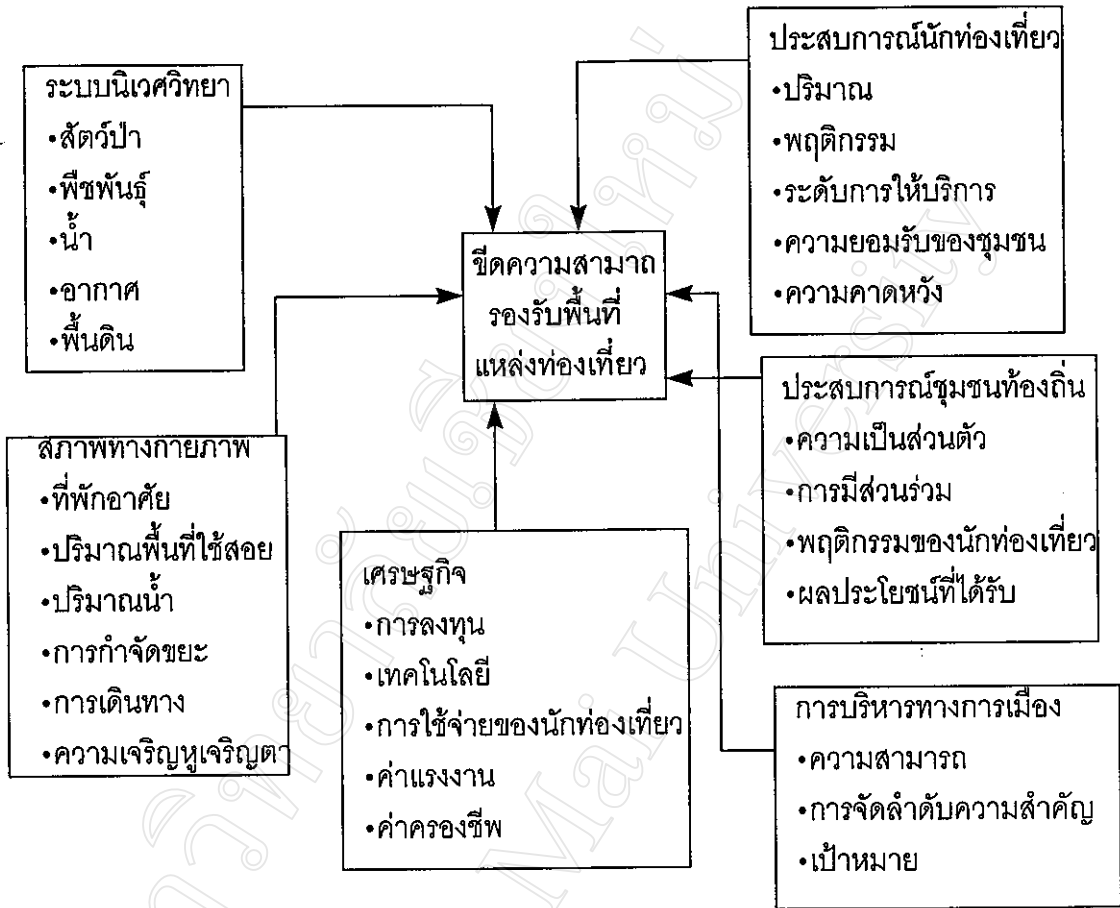 ระบบนิเวศวิทยา
•สัตว์ป่า
•พืชพันธุ์
•น้ำ
•อากาศ
•พื้นดิน
ประสบการณ์นักท่องเที่ยว
•ปริมาณ
•พฤติกรรม
•ระดับการให้บริการ
•ความยอมรับของชุมชน
•ความคาดหวัง
ขีดความสามาถ
รองรับพื้นที่
แหล่งท่องเที่ยว
สภาพทางกายภาพ
•ที่พักอาศัย
•ปริมาณพื้นที่ใช้สอย
•ปริมาณน้ำ
•การกำจัดขยะ
•การเดินทาง
•ความเจริญหูเจริญตา
เศรษฐกิจ
•การลงทุน
•เทคโนโลยี
•การใช้จ่ายของนักท่องเที่ยว
•ค่าแรงงาน
•ค่าครองชีพ
ประสบการณ์ชุมชนท้องถิ่น
•ความเป็นส่วนตัว
•การมีส่วนร่วม
•พฤติกรรมของนักท่องเที่ยว
•ผลประโยชน์ที่ได้รับ
การบริหารทางการเมือง
•ความสามารถ
•การจัดลำดับความสำคัญ
•เป้าหมาย
วิทยาลัยเชียงใหม่
Mai University